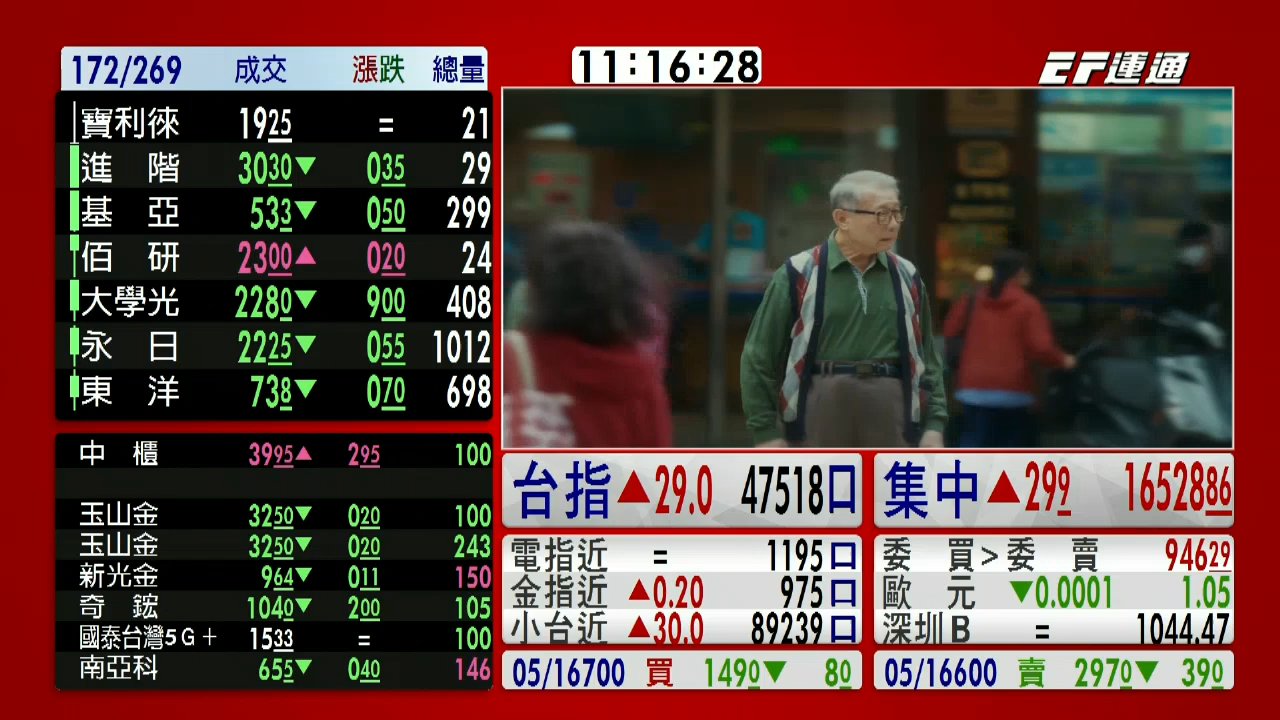 172/269 成交 漲跌 總量
寶利徠 1925 = 21
進階 3030▼ 035 29
基亞 533▼ 050 299
佰研 2300▲ 020 24
大學光 2280▼ 900 408
永日 2225▼ 055 1012
東洋 738▼ 070 698
中櫃 3995▲ 295 100
玉山金 3250▼ 020 100
玉山金 3250▼ 020 243
新光金 964▼ 011 150
奇鋐 1040▼ 200 105
國泰台灣5G+ 1533 = 100
南亞科 655▼ 040 146
11:16:28
EF運通
台指▲29.0 47518口
電指近 = 1195口
金指近 ▲0.20 975口
小台近 ▲30.0 89239口
05/16700 買 1490▼ 80
集中▲299 1652886
委買>委賣 94629
歐元 ▼0.0001 1.05
深圳B = 1044.47
05/16600 賣 2970▼ 390